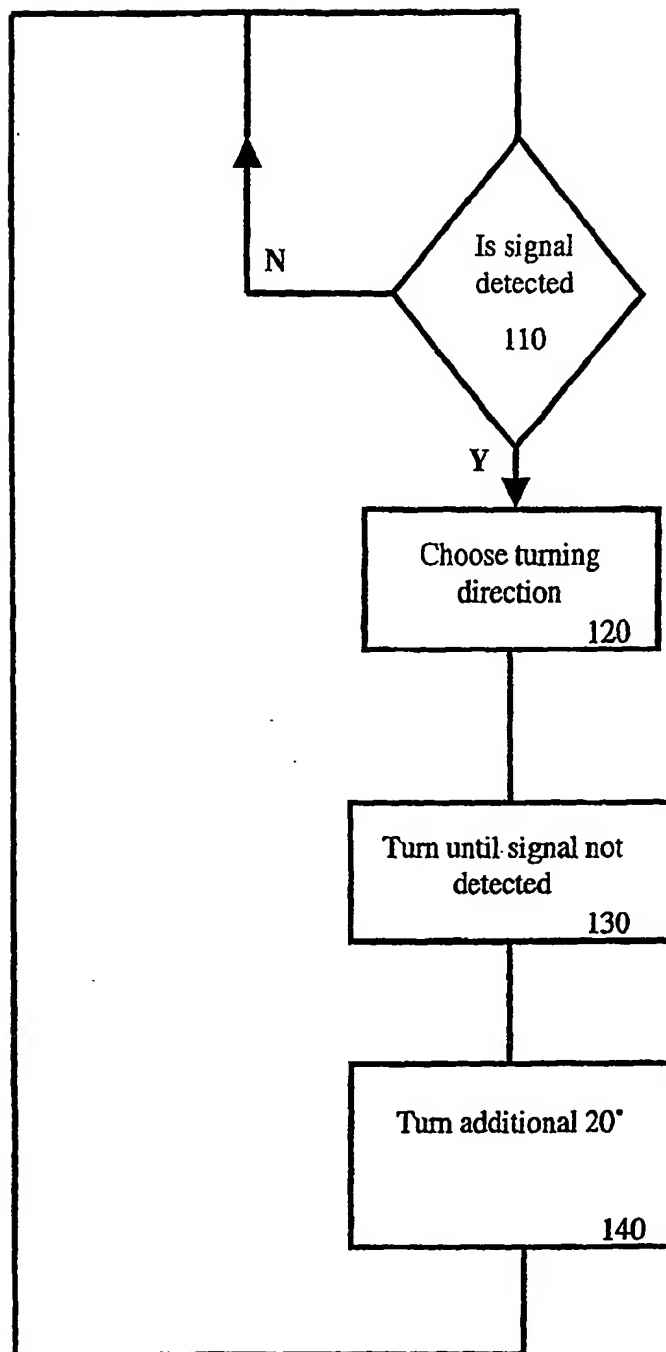 Is signal
detected
110
N
Y
Choose turning
direction
120
Turn until signal not
detected
130
Turn additional 20°
140